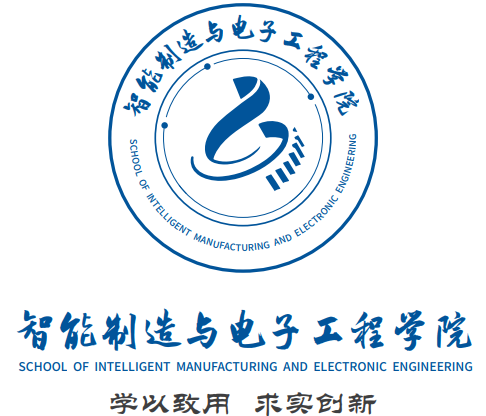 智能制造与电子工程学院
SCHOOL OF INTELLIGENT MANUFACTURING AND ELECTRONIC ENGINEERING
智能制造与电子工程学院
SCHOOL OF INTELLIGENT MANUFACTURING AND ELECTRONIC ENGINEERING
学以致用 求实创新